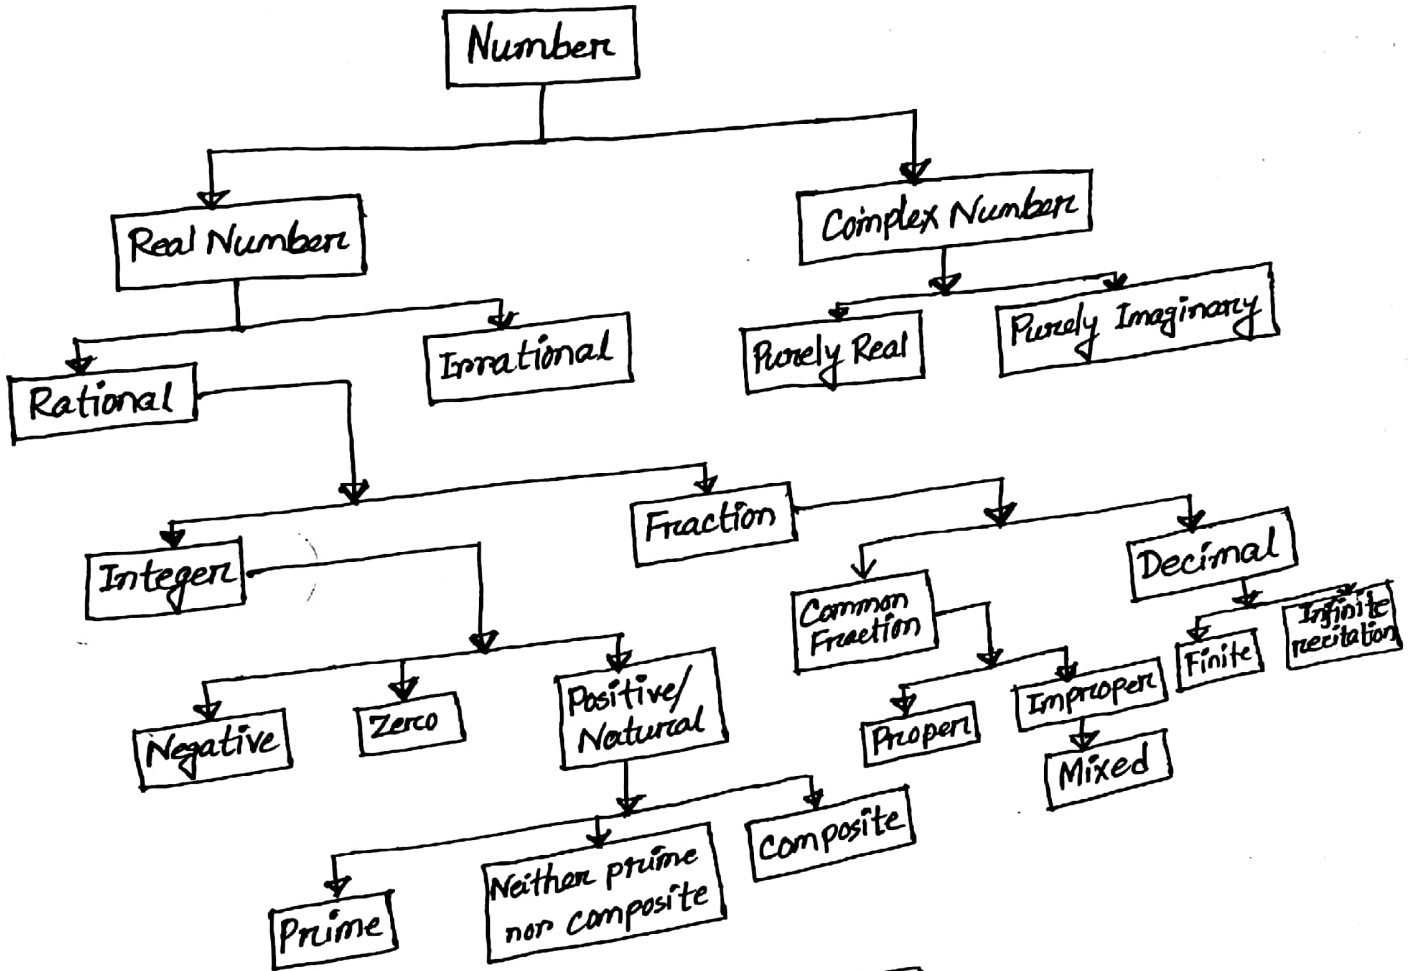 Number
Real Number
Complex Number
Rational
Irrational
Purely Real
Purely Imaginary
Integer
Fraction
Common
Fraction
Decimal
Finite
Infinite
recitation
Negative
Zero
Positive/
Natural
Proper
Improper
Mixed
Prime
Neither prime
nor composite
Composite